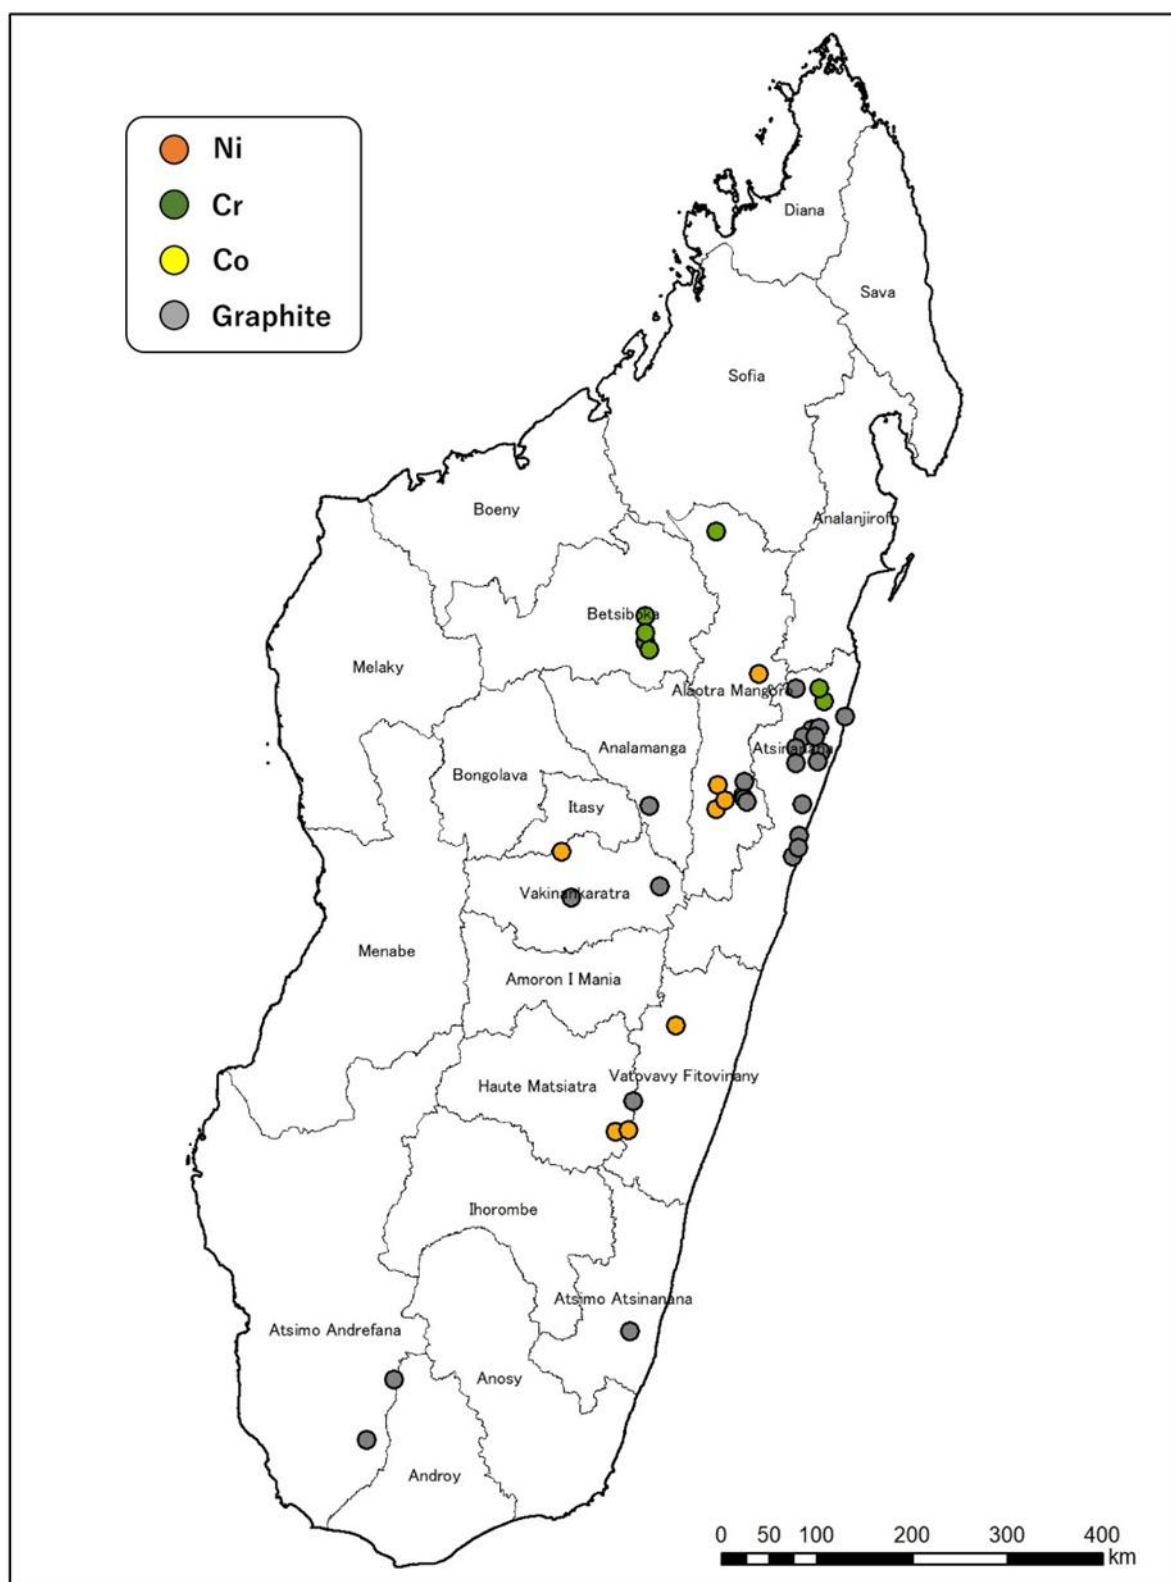 Ni
Cr
Co
Graphite
Diana
Sava
Sofia
Boeny
Analanjirofo
Betsiboka
Melaky
Alaotra Mangoro
Analamanga
Atsinanana
Bongolava
Itasy
Vakinankaratra
Menabe
Amoron I Mania
Vatovavy Fitovinany
Haute Matsiatra
Ihorombe
Atsimo Atsinanana
Atsimo Andrefana
Anosy
Androy
0 50 100 200 300 400
km